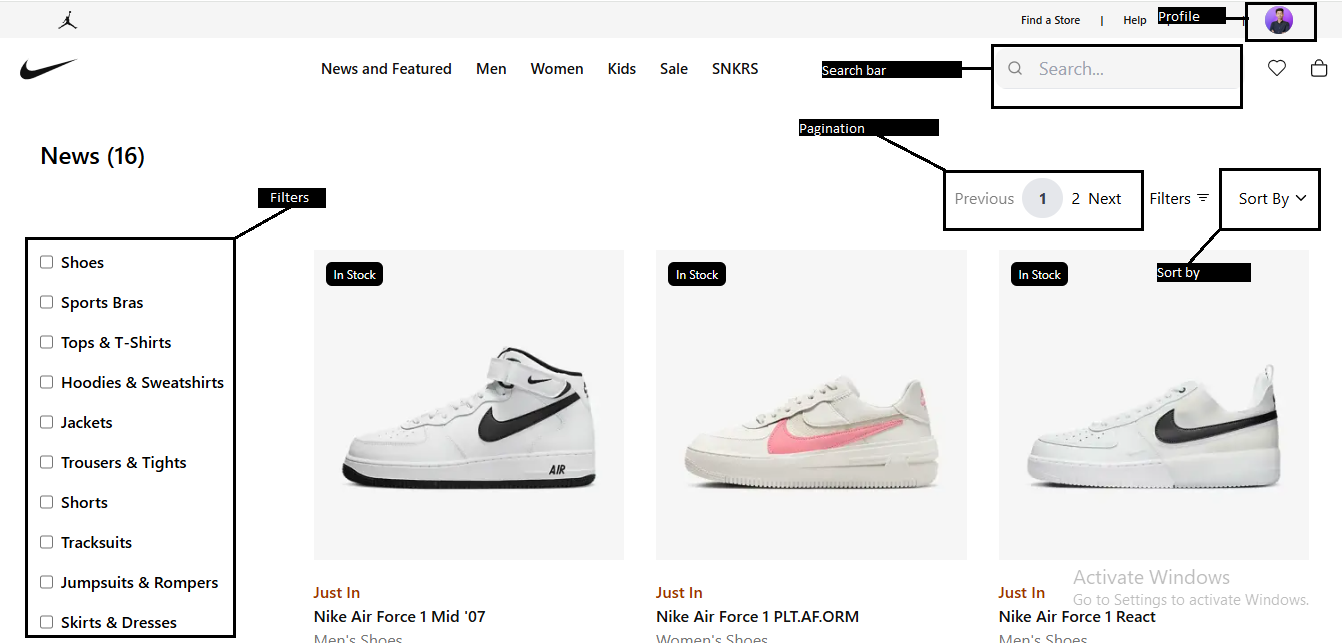 Find a Store | Help Profile
News and Featured Men Women Kids Sale SNKRS
Search bar
Search...
Pagination
News (16)
Previous 1 2 Next Filters Sort By
Filters
Sort by
Shoes
Sports Bras
Tops & T-Shirts
Hoodies & Sweatshirts
Jackets
Trousers & Tights
Shorts
Tracksuits
Jumpsuits & Rompers
Skirts & Dresses
In Stock
AIR
Just In
Nike Air Force 1 Mid '07
Men's Shoes
In Stock
Just In
Nike Air Force 1 PLT.AF.ORM
Women's Shoes
In Stock
Just In
Nike Air Force 1 React
Men's Shoes
Activate Windows
Go to Settings to activate Windows.